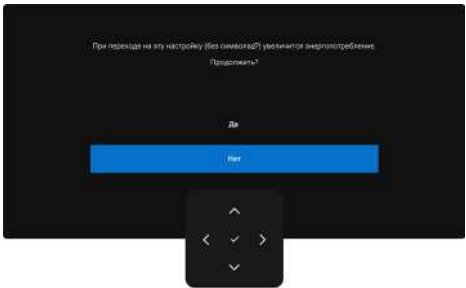 При переходе на эту настройку (без символа) увеличится энергопотребление.
Продолжить?
Да
Нет